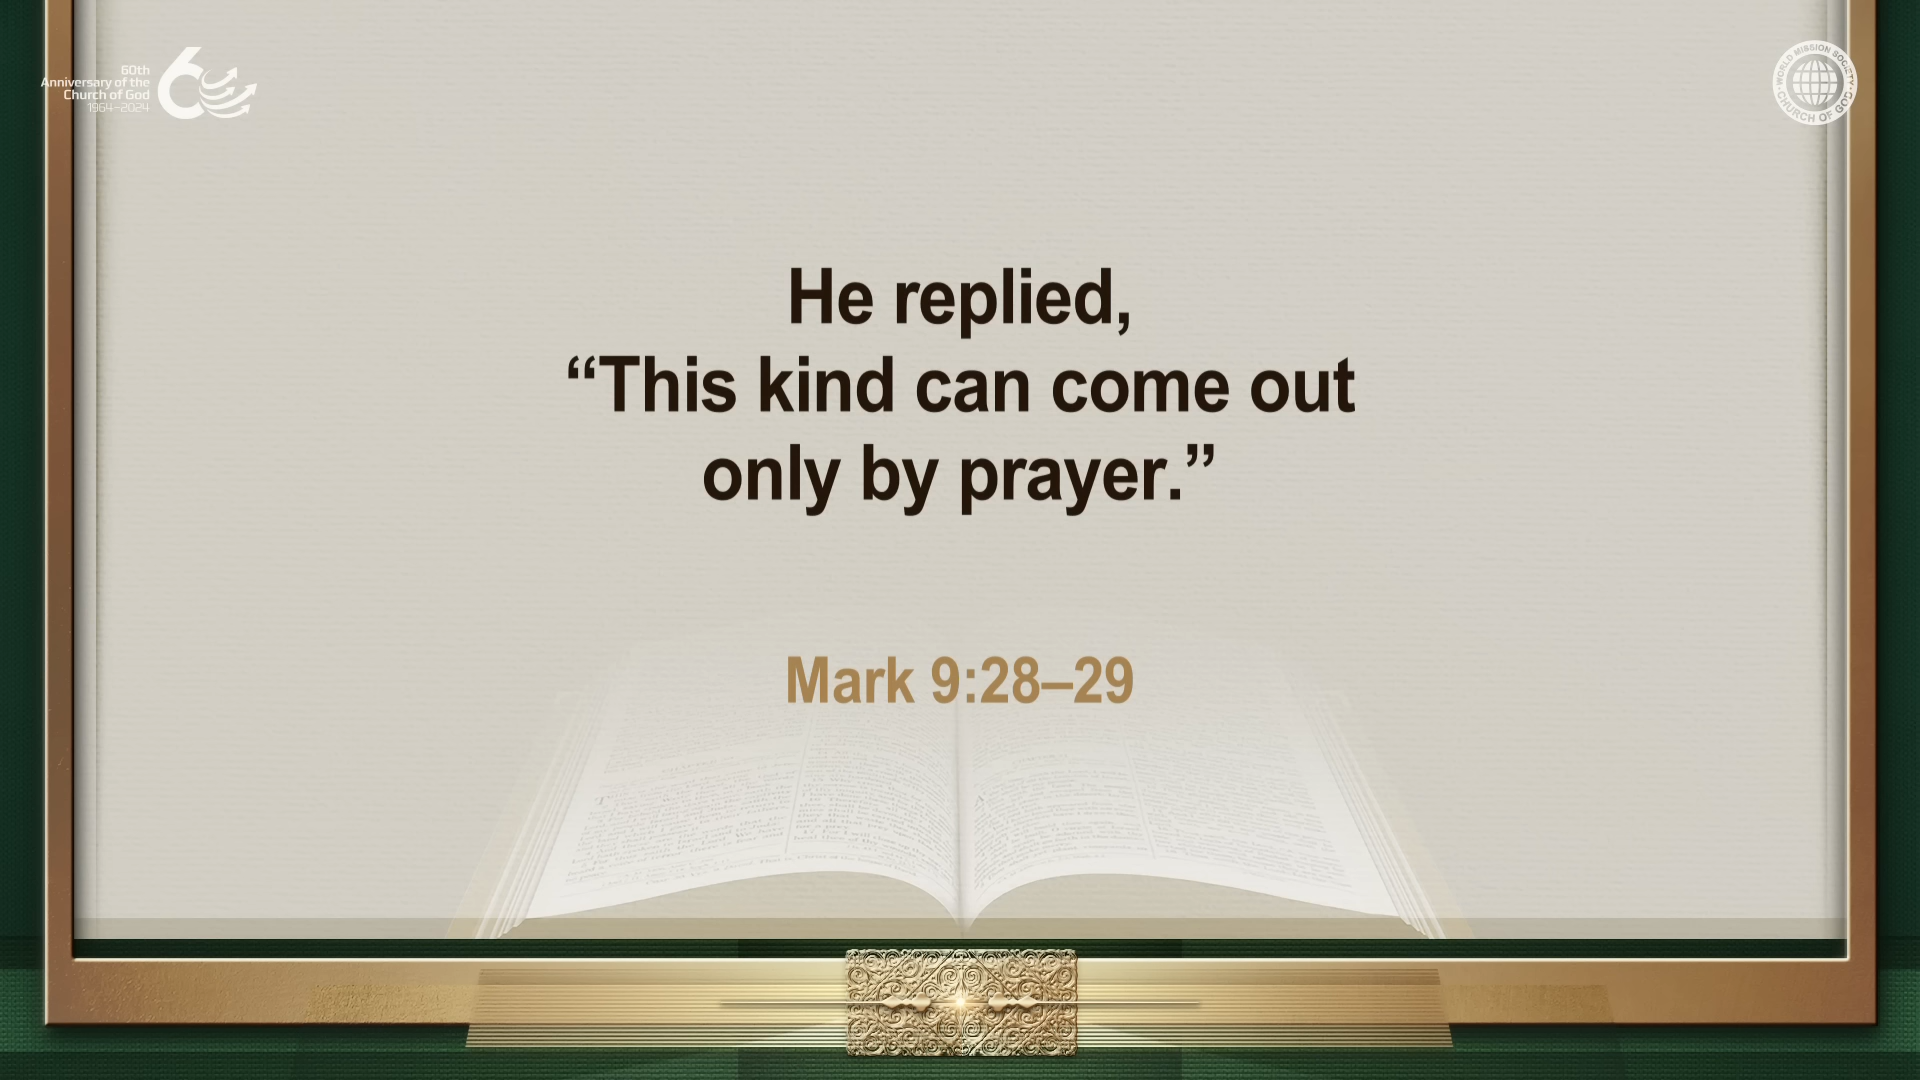 60th
Anniversary of the
Church of God
1964–2024
WORLD MISSION SOCIETY
CHURCH OF GOD
He replied,
“This kind can come out
only by prayer.”
Mark 9:28–29